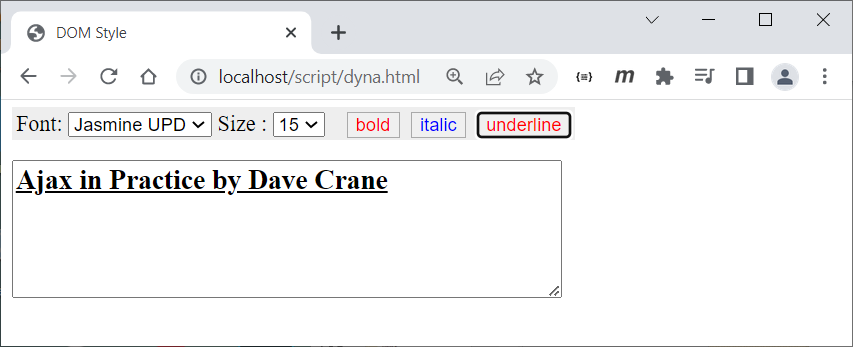 DOM Style
localhost/script/dyna.html
Font: Jasmine UPD Size : 15 bold italic underline
Ajax in Practice by Dave Crane